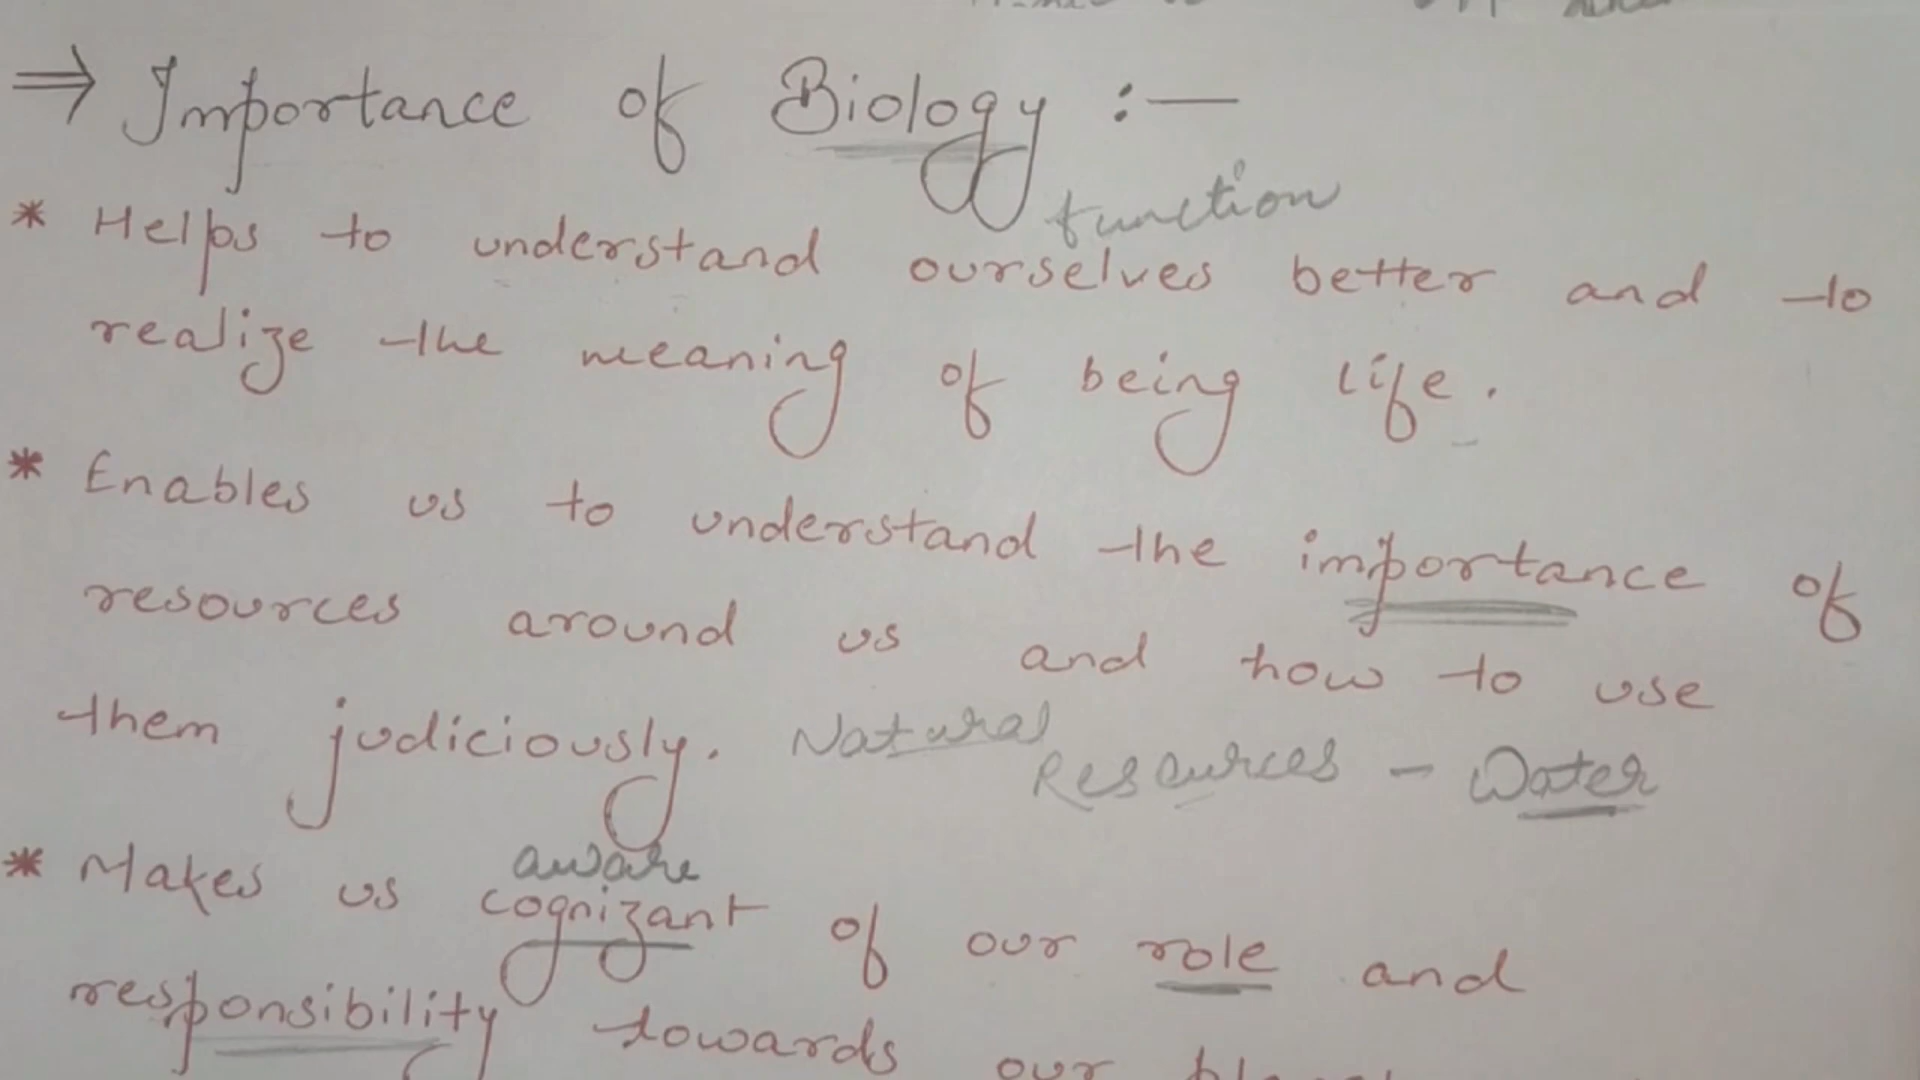 ⇒ Importance of Biology :—
function
* Helps to understand ourselves better and to
realize the meaning of being life.
* Enables us to understand the importance of
resources around us and how to use
them judiciously. Natural
Resources - Water
aware
* Makes us cognizant of our role and
responsibility towards our